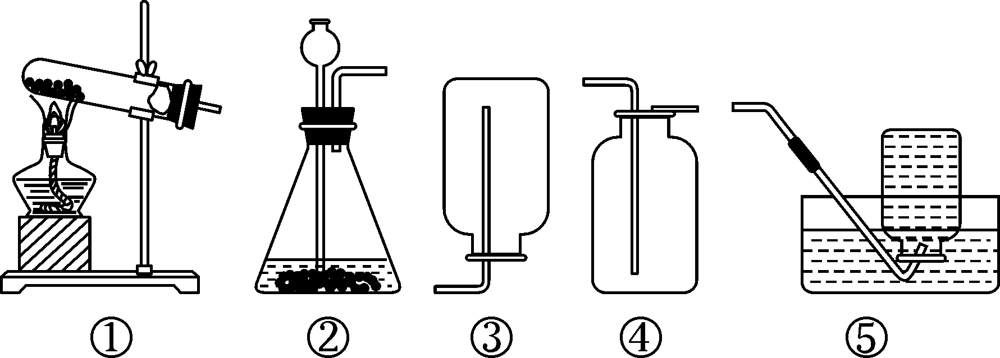 ① ② ③ ④ ⑤